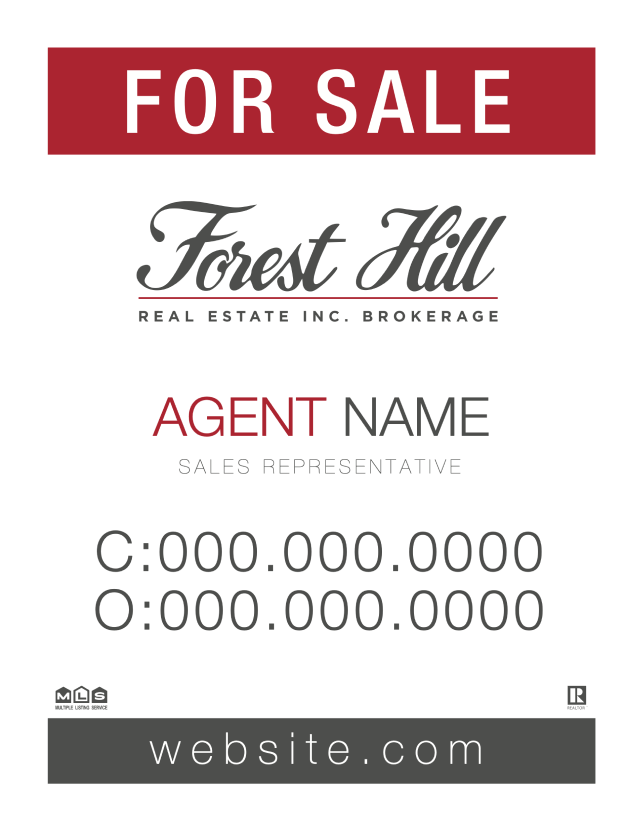 FOR SALE
Forest Hill
REAL ESTATE INC. BROKERAGE
AGENT NAME
SALES REPRESENTATIVE
C:000.000.0000
O:000.000.0000
MLS
MULTIPLE LISTING SERVICE
R
REALTOR
website.com